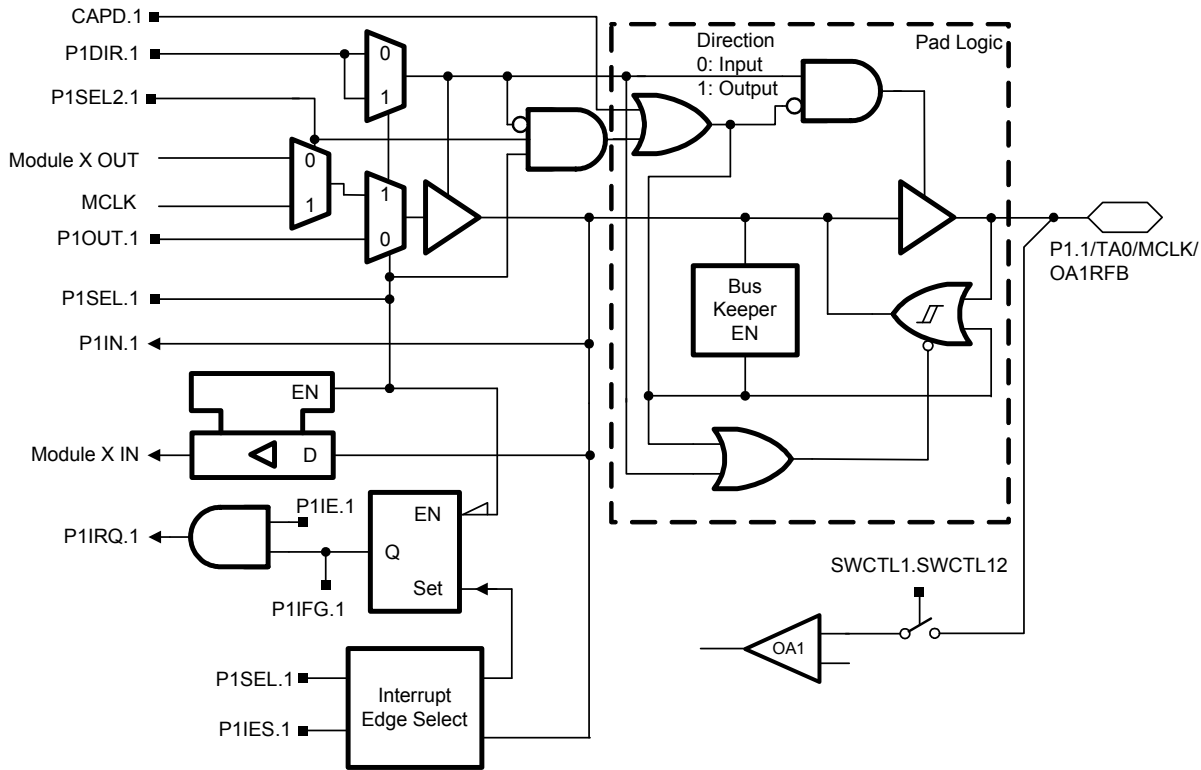 CAPD.1
P1DIR.1
0
1
Direction
0: Input
1: Output
Pad Logic
P1SEL2.1
Module X OUT
0
MCLK
1
1
P1OUT.1
0
P1.1/TA0/MCLK/
OA1RFB
P1SEL.1
Bus
Keeper
EN
P1IN.1
EN
Module X IN
D
P1IE.1
EN
P1IRQ.1
Q
P1IFG.1
Set
SWCTL1.SWCTL12
OA1
P1SEL.1
Interrupt
Edge Select
P1IES.1